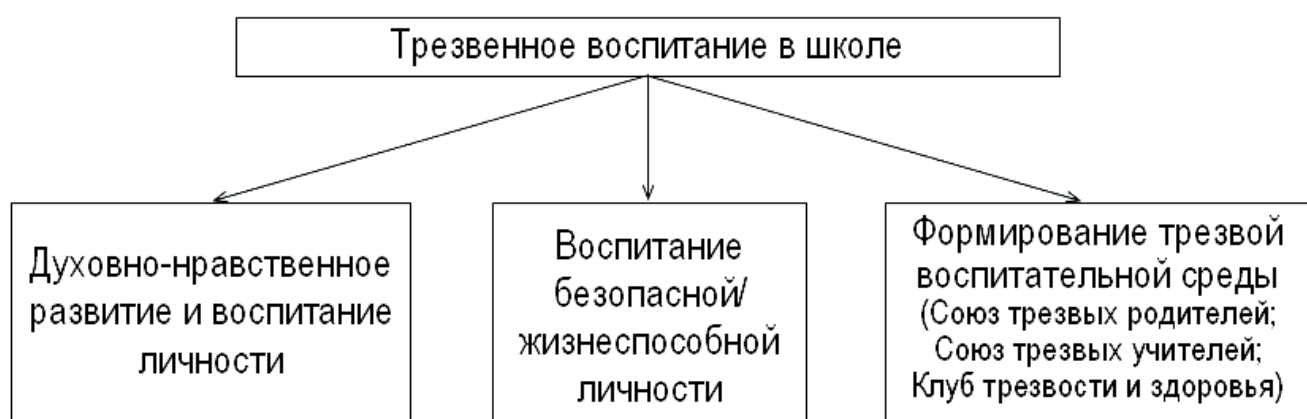 Трезвенное воспитание в школе
Духовно-нравственное
развитие и воспитание
личности
Воспитание
безопасной/
жизнеспособной
личности
Формирование трезвой
воспитательной среды
(Союз трезвых родителей;
Союз трезвых учителей;
Клуб трезвости и здоровья)